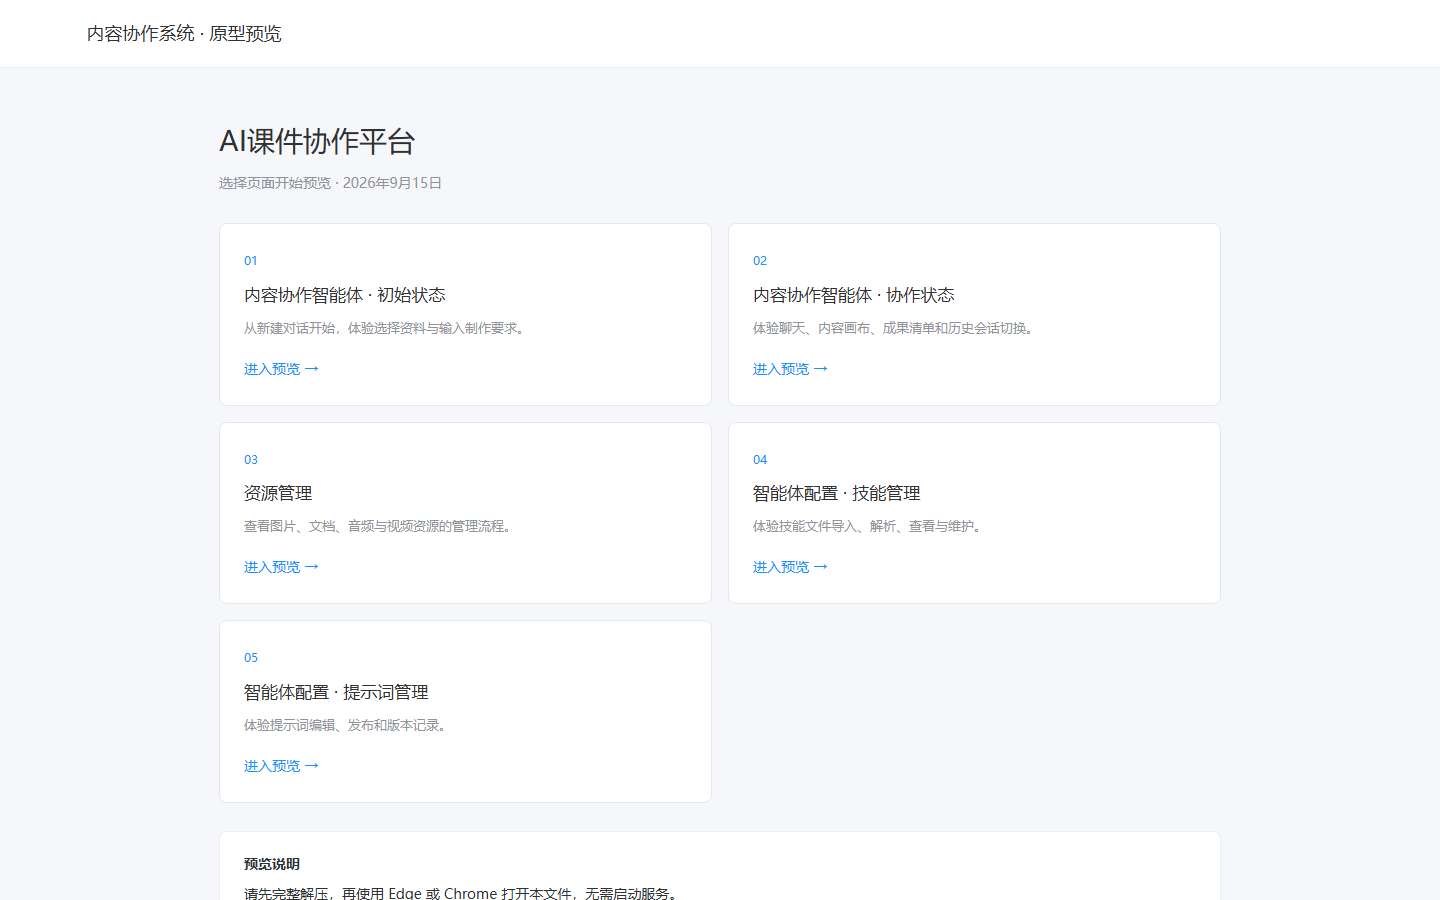 内容协作系统 · 原型预览
AI课件协作平台
选择页面开始预览 · 2026年9月15日
01
内容协作智能体 · 初始状态
从新建对话开始，体验选择资料与输入制作要求。
进入预览 →
02
内容协作智能体 · 协作状态
体验聊天、内容画布、成果清单和历史会话切换。
进入预览 →
03
资源管理
查看图片、文档、音频与视频资源的管理流程。
进入预览 →
04
智能体配置 · 技能管理
体验技能文件导入、解析、查看与维护。
进入预览 →
05
智能体配置 · 提示词管理
体验提示词编辑、发布和版本记录。
进入预览 →
预览说明
请先完整解压，再使用 Edge 或 Chrome 打开本文件，无需启动服务。